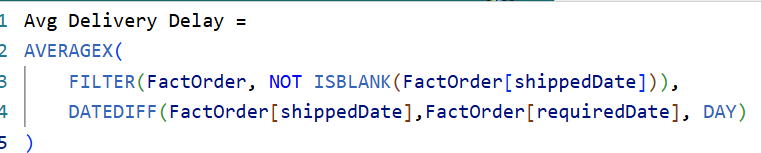 1 Avg Delivery Delay =
2 AVERAGEX(
3 FILTER(FactOrder, NOT ISBLANK(FactOrder[shippedDate])),
4 DATEDIFF(FactOrder[shippedDate],FactOrder[requiredDate], DAY)
5 )